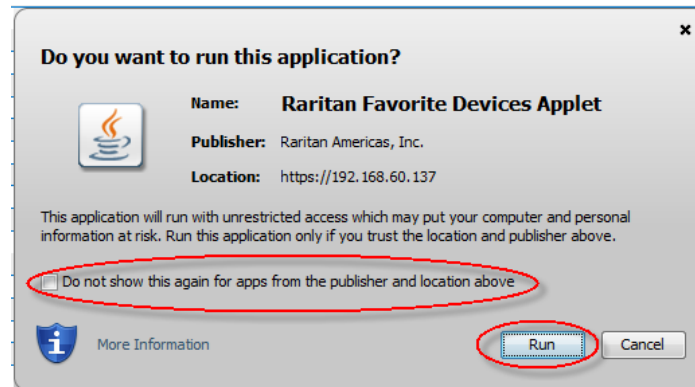 Do you want to run this application?
Name: Raritan Favorite Devices Applet
Publisher: Raritan Americas, Inc.
Location: https://192.168.60.137
This application will run with unrestricted access which may put your computer and personal
information at risk. Run this application only if you trust the location and publisher above.
Do not show this again for apps from the publisher and location above
More Information
Run
Cancel